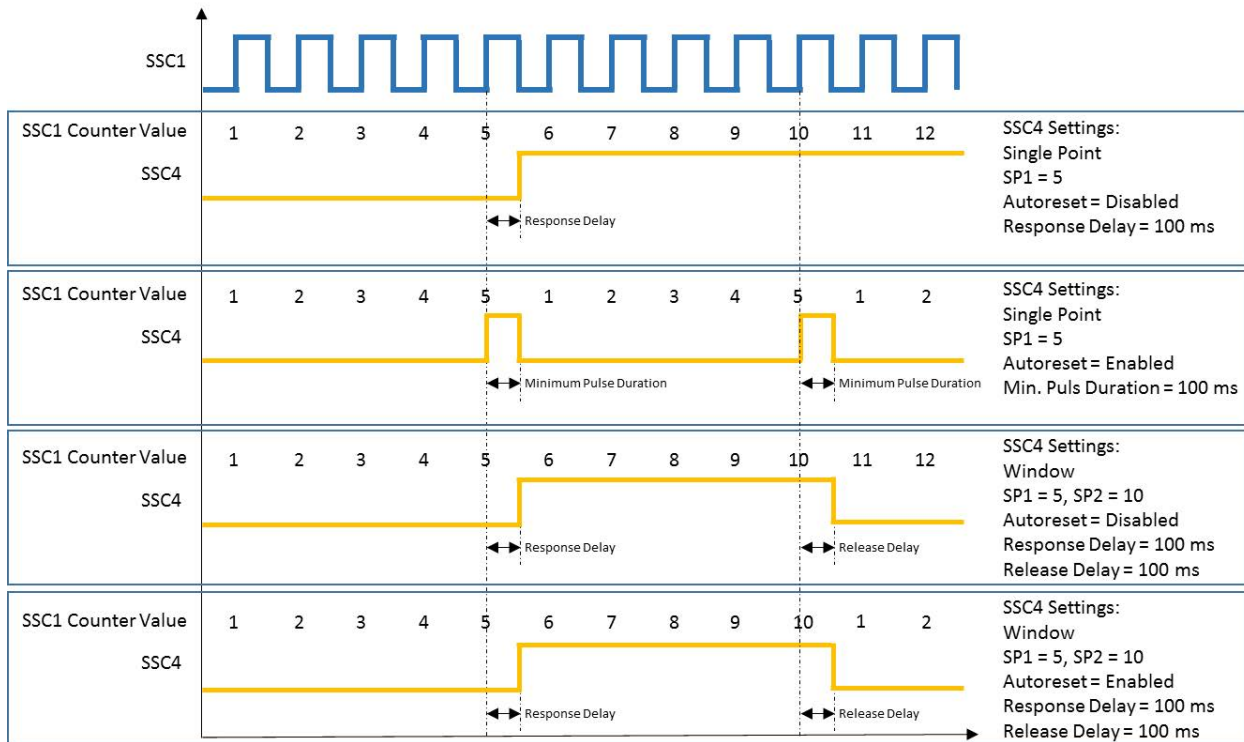 SSC1
SSC1 Counter Value 1 2 3 4 5 6 7 8 9 10 11 12
SSC4
Response Delay
SSC4 Settings:
Single Point
SP1 = 5
Autoreset = Disabled
Response Delay = 100 ms
SSC1 Counter Value 1 2 3 4 5 1 2 3 4 5 1 2
SSC4
Minimum Pulse Duration Minimum Pulse Duration
SSC4 Settings:
Single Point
SP1 = 5
Autoreset = Enabled
Min. Puls Duration = 100 ms
SSC1 Counter Value 1 2 3 4 5 6 7 8 9 10 11 12
SSC4
Response Delay Release Delay
SSC4 Settings:
Window
SP1 = 5, SP2 = 10
Autoreset = Disabled
Response Delay = 100 ms
Release Delay = 100 ms
SSC1 Counter Value 1 2 3 4 5 6 7 8 9 10 1 2
SSC4
Response Delay Release Delay
SSC4 Settings:
Window
SP1 = 5, SP2 = 10
Autoreset = Enabled
Response Delay = 100 ms
Release Delay = 100 ms